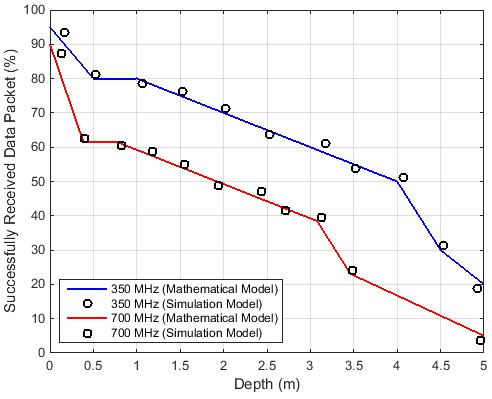 100
90
80
70
60
50
40
30
20
10
0
Successfully Received Data Packet (%)
350 MHz (Mathematical Model)
350 MHz (Simulation Model)
700 MHz (Mathematical Model)
700 MHz (Simulation Model)
0 0.5 1 1.5 2 2.5 3 3.5 4 4.5 5
Depth (m)